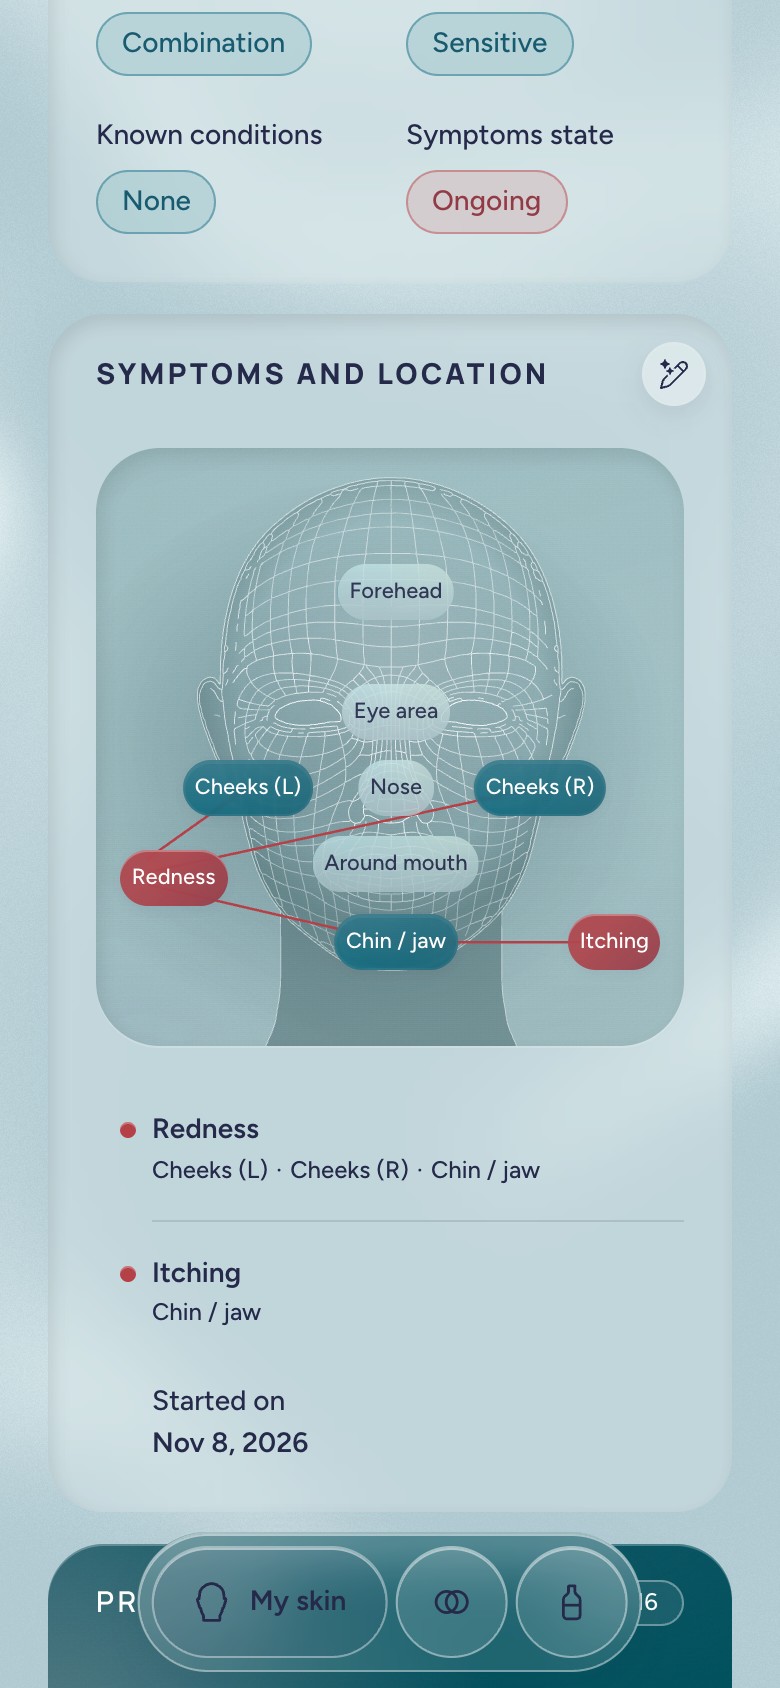 Combination
Sensitive
Known conditions
Symptoms state
None
Ongoing
SYMPTOMS AND LOCATION
Forehead
Eye area
Cheeks (L)
Nose
Cheeks (R)
Around mouth
Redness
Chin / jaw
Itching
Redness
Cheeks (L) · Cheeks (R) · Chin / jaw
Itching
Chin / jaw
Started on
Nov 8, 2026
My skin